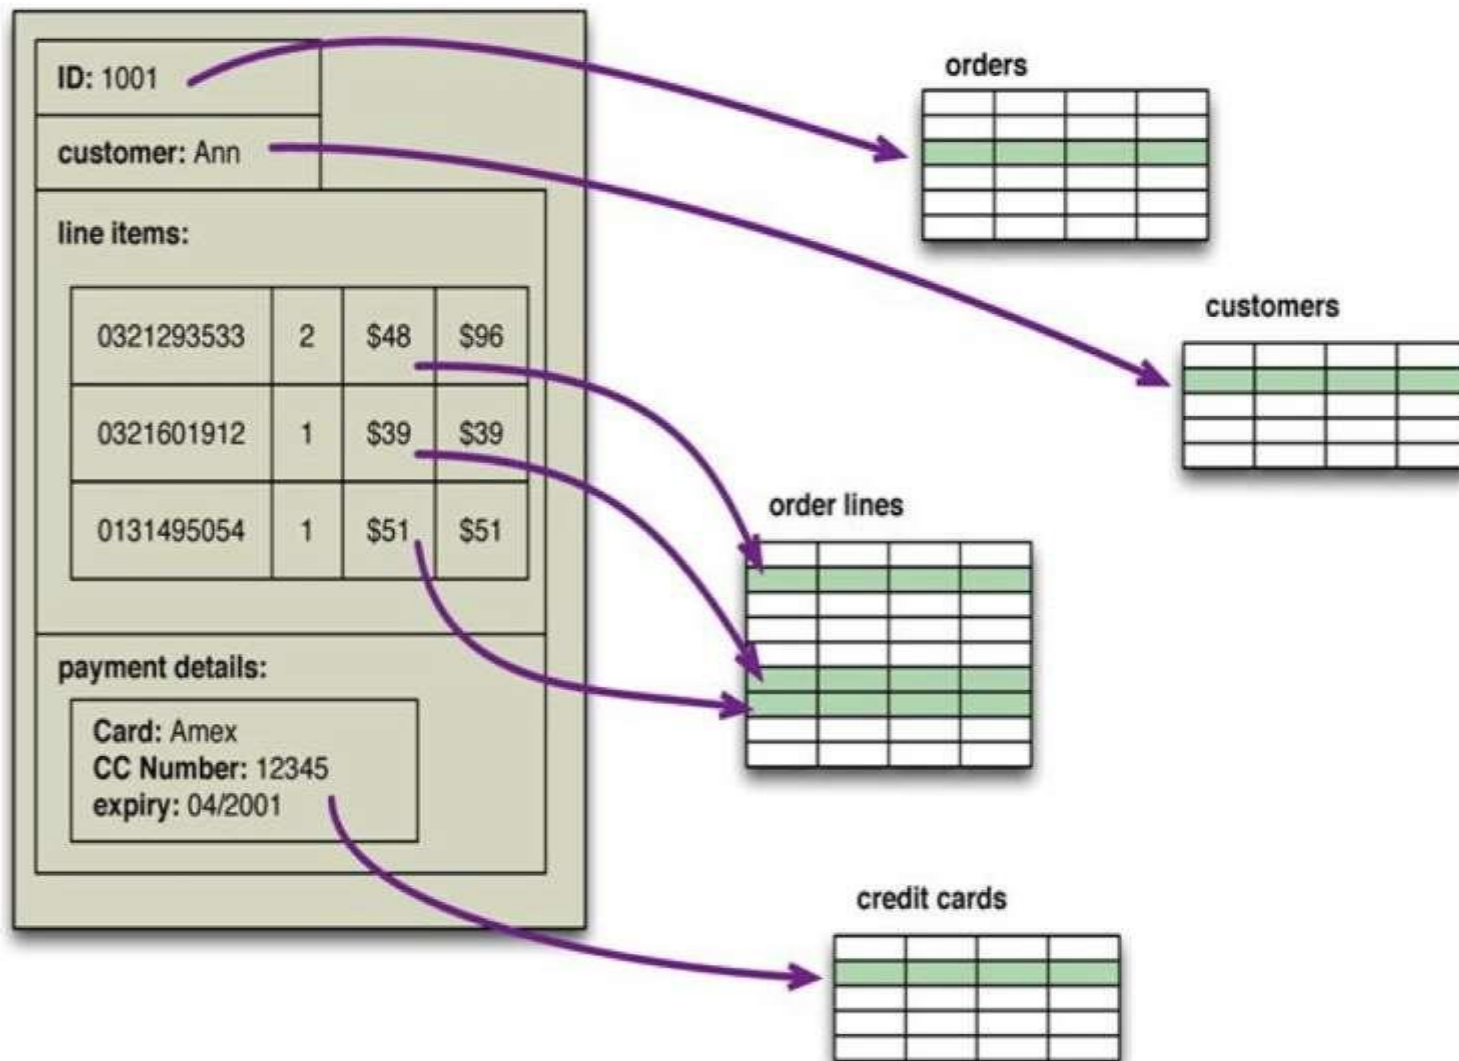 ID: 1001
customer: Ann
line items:
0321293533 2 $48 $96
0321601912 1 $39 $39
0131495054 1 $51 $51
payment details:
Card: Amex
CC Number: 12345
expiry: 04/2001
orders
customers
order lines
credit cards